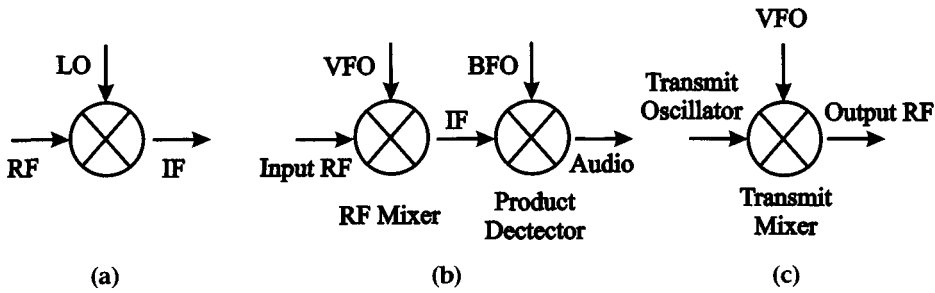 LO
RF
IF
(a)
VFO
BFO
Input RF
IF
Audio
RF Mixer
Product
Dectector
(b)
VFO
Transmit
Oscillator
Output RF
Transmit
Mixer
(c)